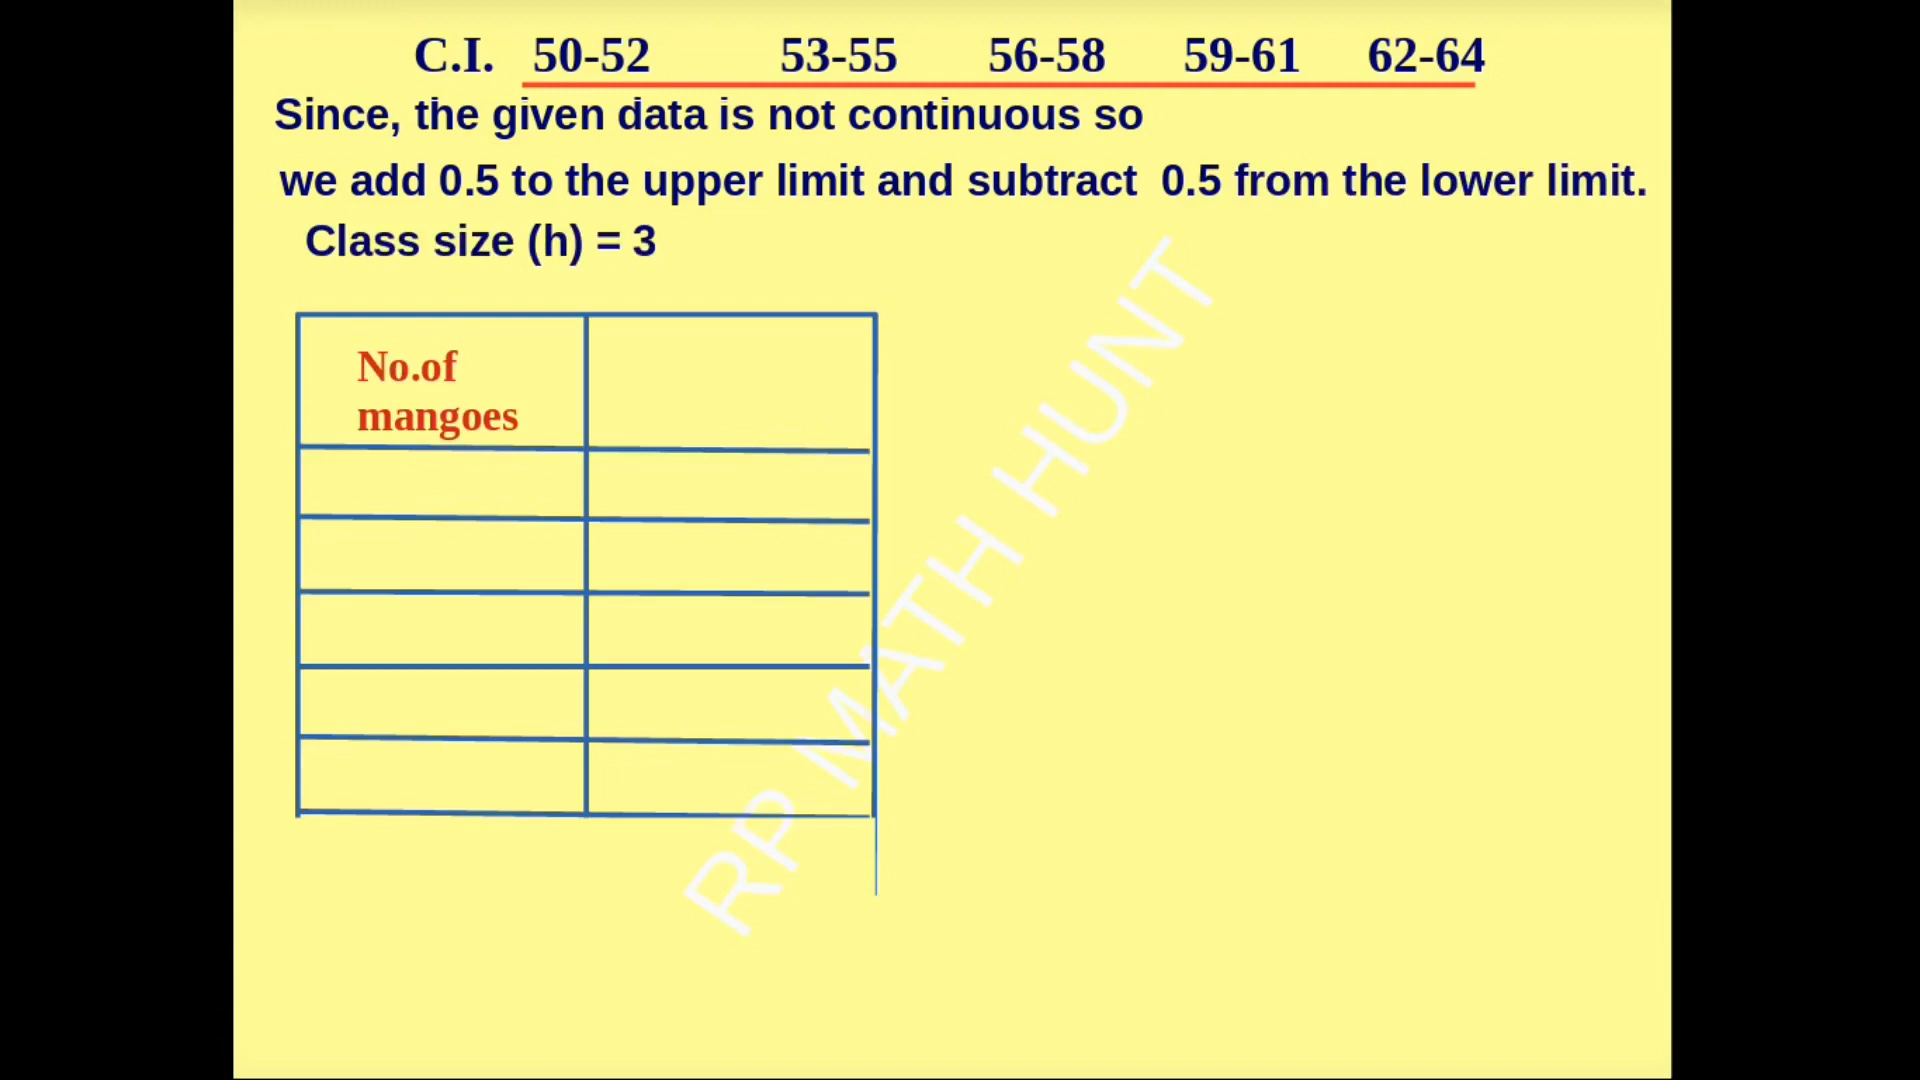 C.I. 50-52 53-55 56-58 59-61 62-64
Since, the given data is not continuous so
we add 0.5 to the upper limit and subtract 0.5 from the lower limit.
Class size (h) = 3
No.of
mangoes
RP MATH HUNT